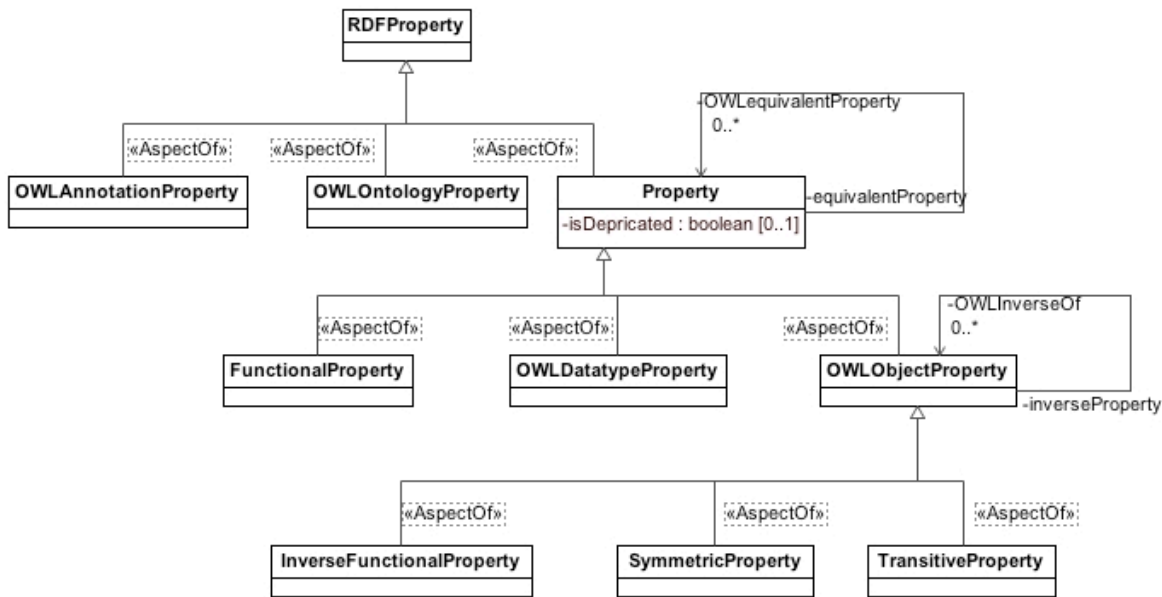 RDFProperty
-OWLequivalentProperty
0..*
«AspectOf»
«AspectOf»
«AspectOf»
OWLAnnotationProperty
OWLOntologyProperty
Property
-equivalentProperty
-isDepricated : boolean [0..1]
-OWLInverseOf
0..*
«AspectOf»
«AspectOf»
«AspectOf»
FunctionalProperty
OWLDatatypeProperty
OWLObjectProperty
-inverseProperty
«AspectOf»
«AspectOf»
«AspectOf»
InverseFunctionalProperty
SymmetricProperty
TransitiveProperty